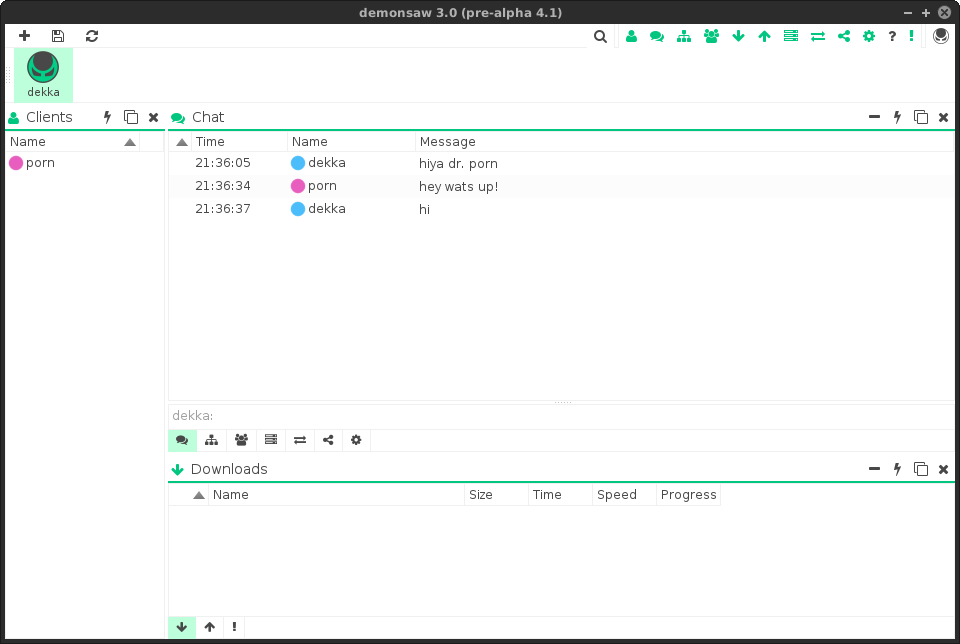 demonsaw 3.0 (pre-alpha 4.1)
dekka
Clients
Name
porn
Chat
Time Name Message
21:36:05 dekka hiya dr. porn
21:36:34 porn hey wats up!
21:36:37 dekka hi
dekka:
Downloads
Name Size Time Speed Progress